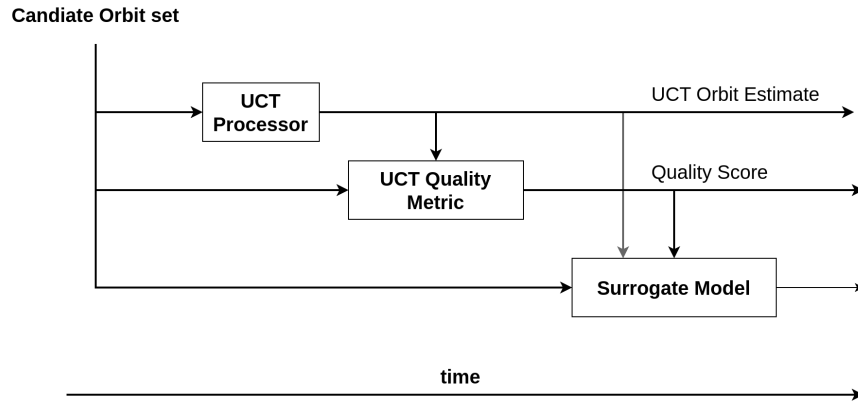 Candiate Orbit set
UCT
Processor
UCT Orbit Estimate
UCT Quality
Metric
Quality Score
Surrogate Model
time